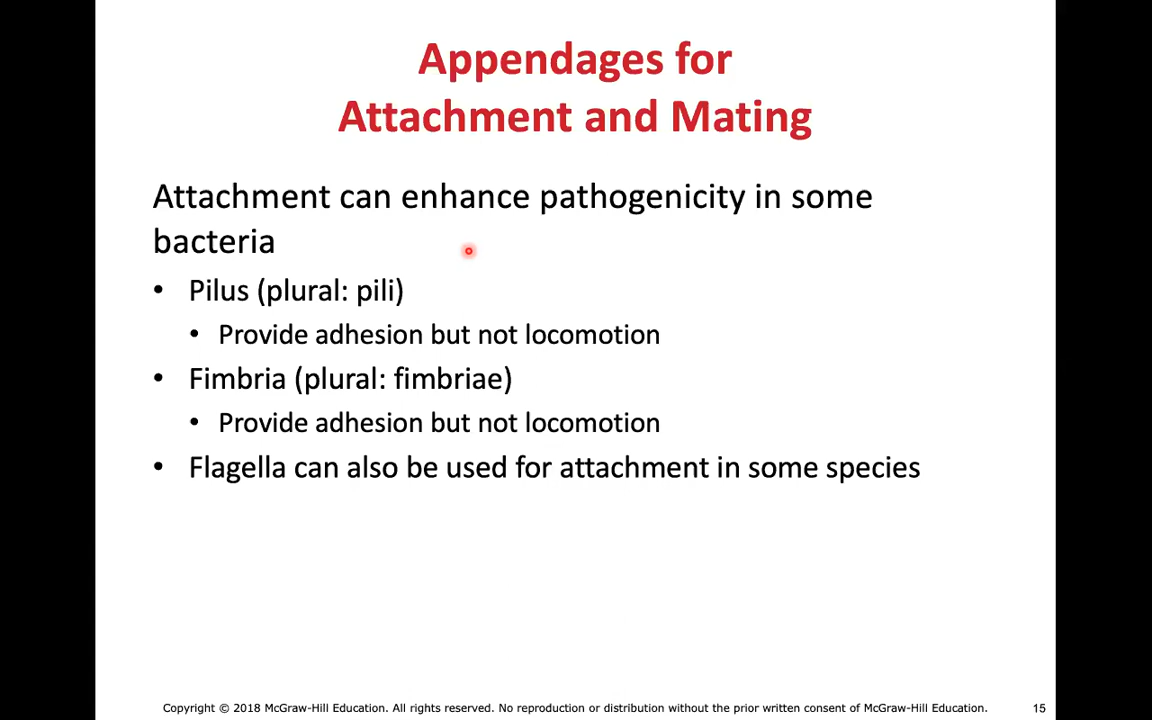 Appendages for
Attachment and Mating
Attachment can enhance pathogenicity in some
bacteria
• Pilus (plural: pili)
• Provide adhesion but not locomotion
• Fimbria (plural: fimbriae)
• Provide adhesion but not locomotion
• Flagella can also be used for attachment in some species
Copyright © 2018 McGraw-Hill Education. All rights reserved. No reproduction or distribution without the prior written consent of McGraw-Hill Education. 15